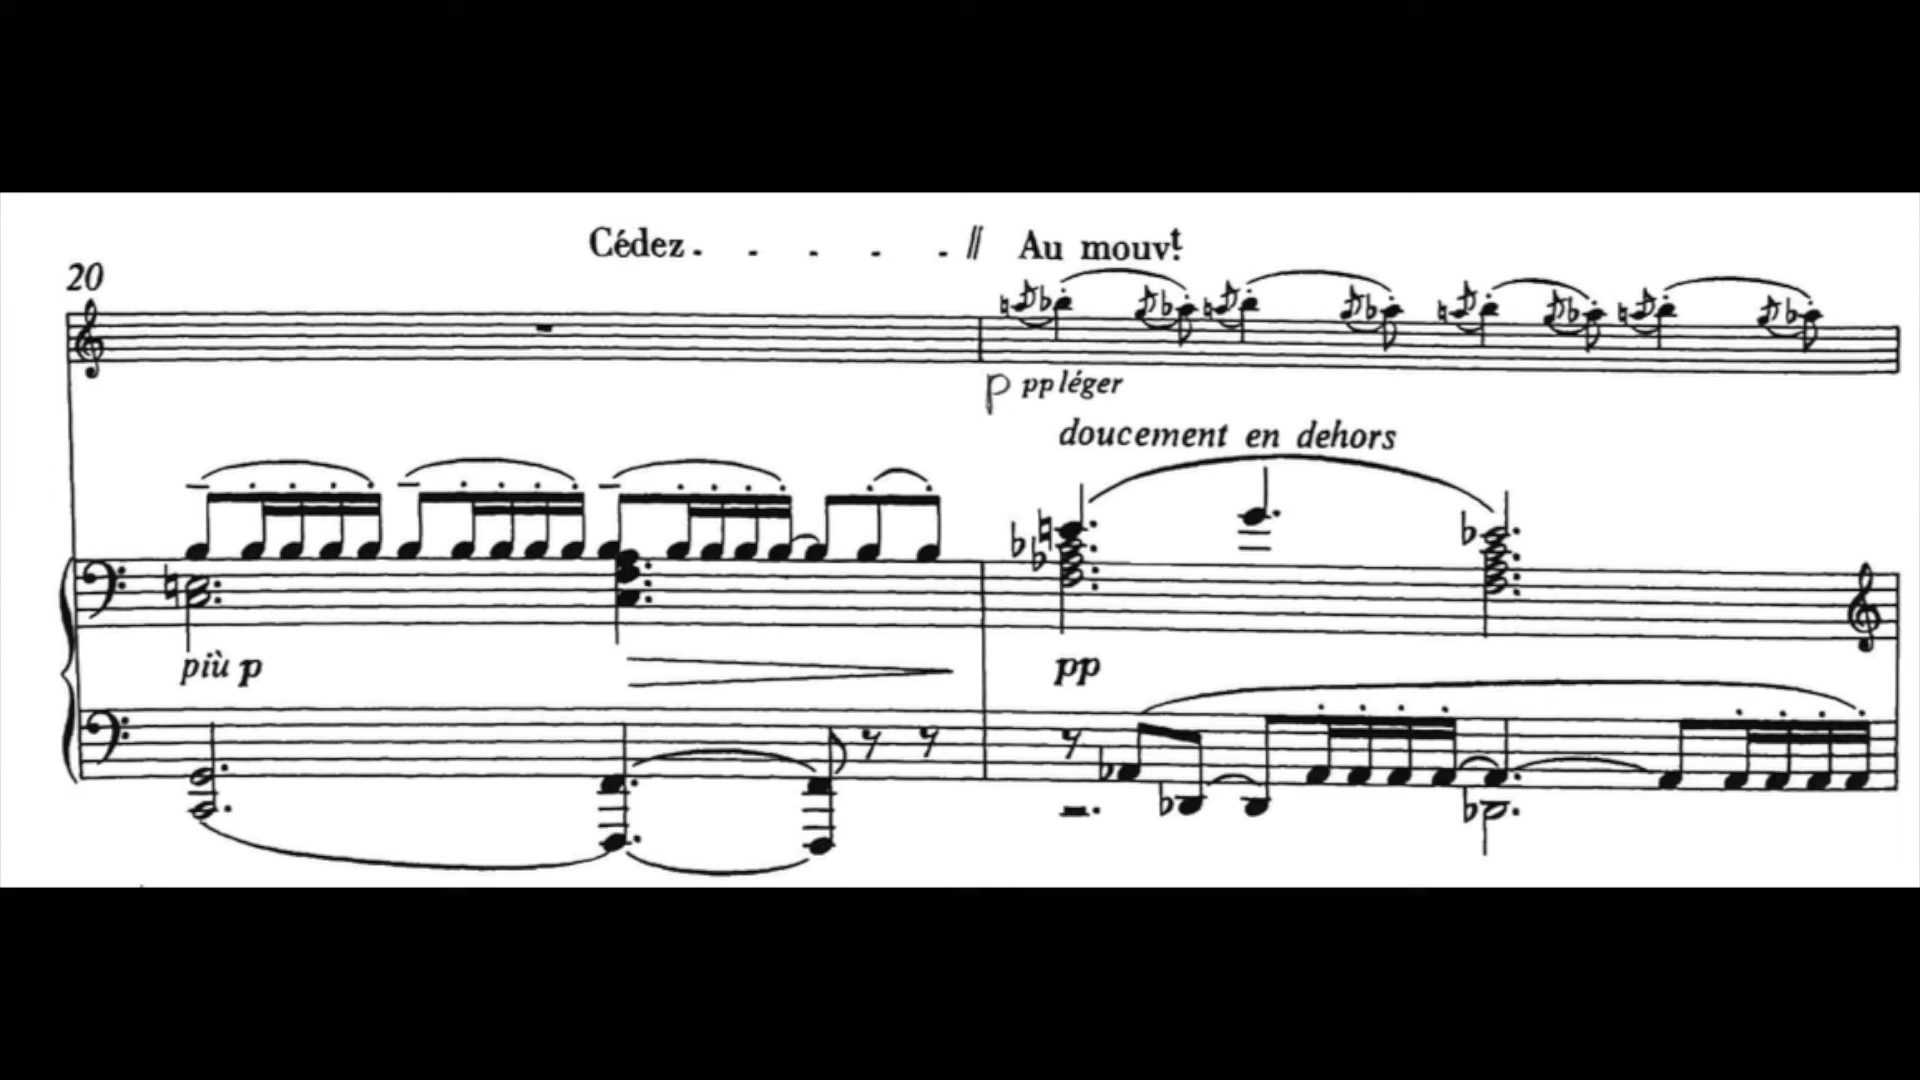 Cédez. - - - - // Au mouvt.
20
p pp léger
doucement en dehors
più p
pp